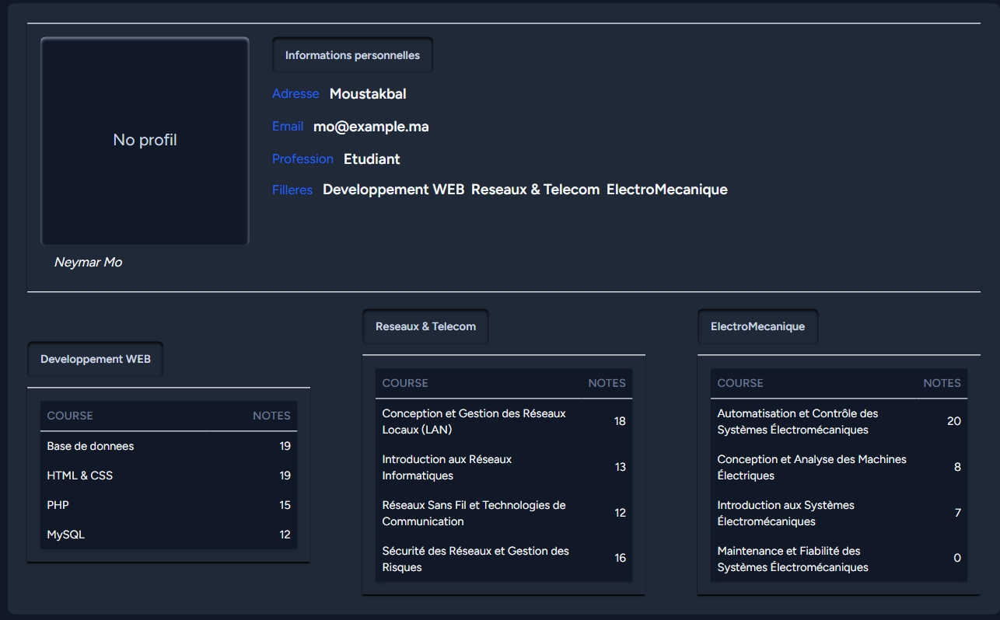 No profil
Neymar Mo
Informations personnelles
Adresse Moustakbal
Email mo@example.ma
Profession Etudiant
Filleres Developpement WEB Reseaux & Telecom ElectroMecanique
Developpement WEB
COURSE NOTES
Base de donnees 19
HTML & CSS 19
PHP 15
MySQL 12
Reseaux & Telecom
COURSE NOTES
Conception et Gestion des Réseaux
Locaux (LAN) 18
Introduction aux Réseaux
Informatiques 13
Réseaux Sans Fil et Technologies de
Communication 12
Sécurité des Réseaux et Gestion des
Risques 16
ElectroMecanique
COURSE NOTES
Automatisation et Contrôle des
Systèmes Électromécaniques 20
Conception et Analyse des Machines
Électriques 8
Introduction aux Systèmes
Électromécaniques 7
Maintenance et Fiabilité des
Systèmes Électromécaniques 0